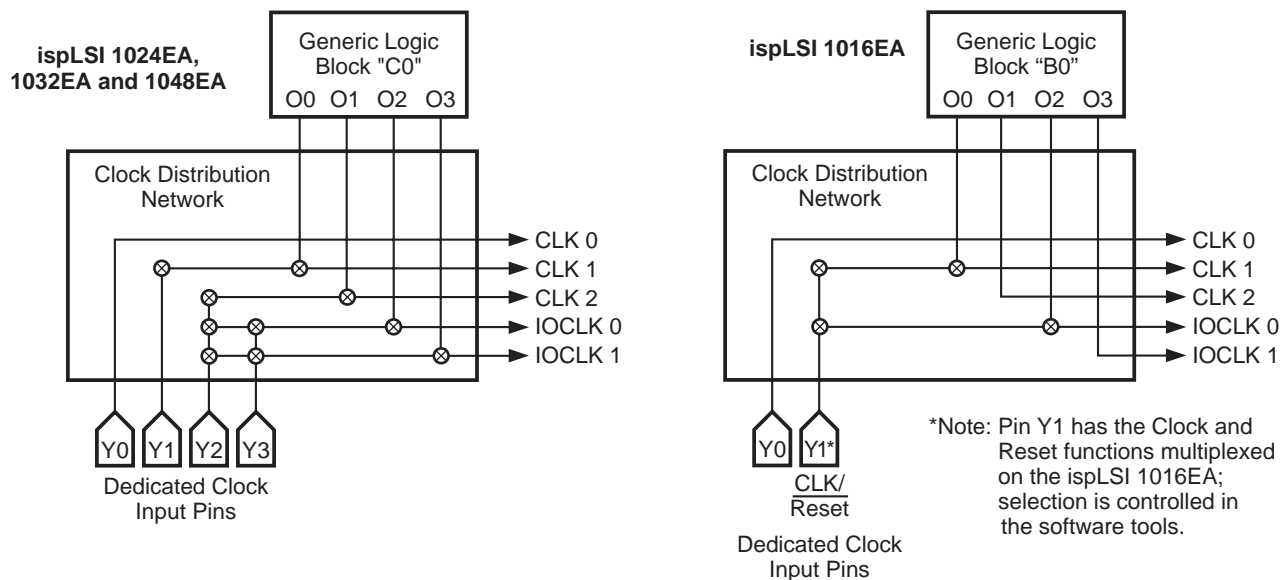 ispLSI 1024EA,
1032EA and 1048EA
Generic Logic
Block "C0"
O0 O1 O2 O3
Clock Distribution
Network
CLK 0
CLK 1
CLK 2
IOCLK 0
IOCLK 1
Y0 Y1 Y2 Y3
Dedicated Clock
Input Pins
ispLSI 1016EA
Generic Logic
Block “B0”
O0 O1 O2 O3
Clock Distribution
Network
CLK 0
CLK 1
CLK 2
IOCLK 0
IOCLK 1
Y0 Y1*
CLK/
Reset
Dedicated Clock
Input Pins
*Note: Pin Y1 has the Clock and
Reset functions multiplexed
on the ispLSI 1016EA;
selection is controlled in
the software tools.